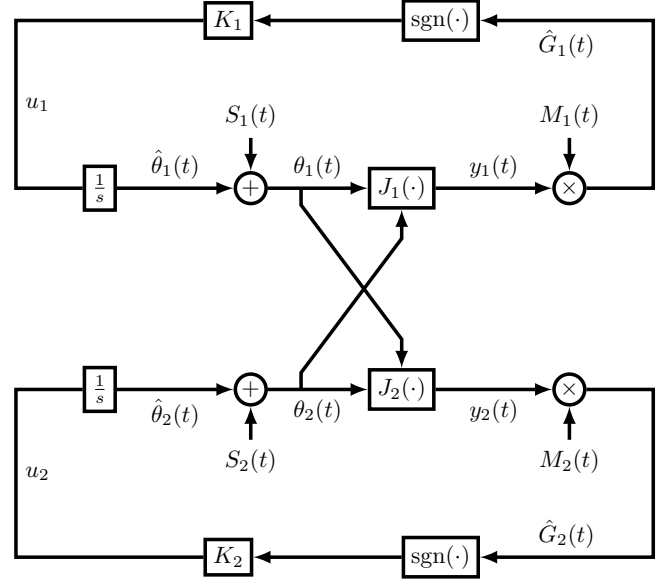 K₁ sgn(·)
Ĝ₁(t)
u₁ S₁(t) M₁(t)
1/s θ̂₁(t) + θ₁(t) J₁(·) y₁(t) ×
1/s θ̂₂(t) + θ₂(t) J₂(·) y₂(t) ×
u₂ S₂(t) M₂(t)
Ĝ₂(t)
K₂ sgn(·)